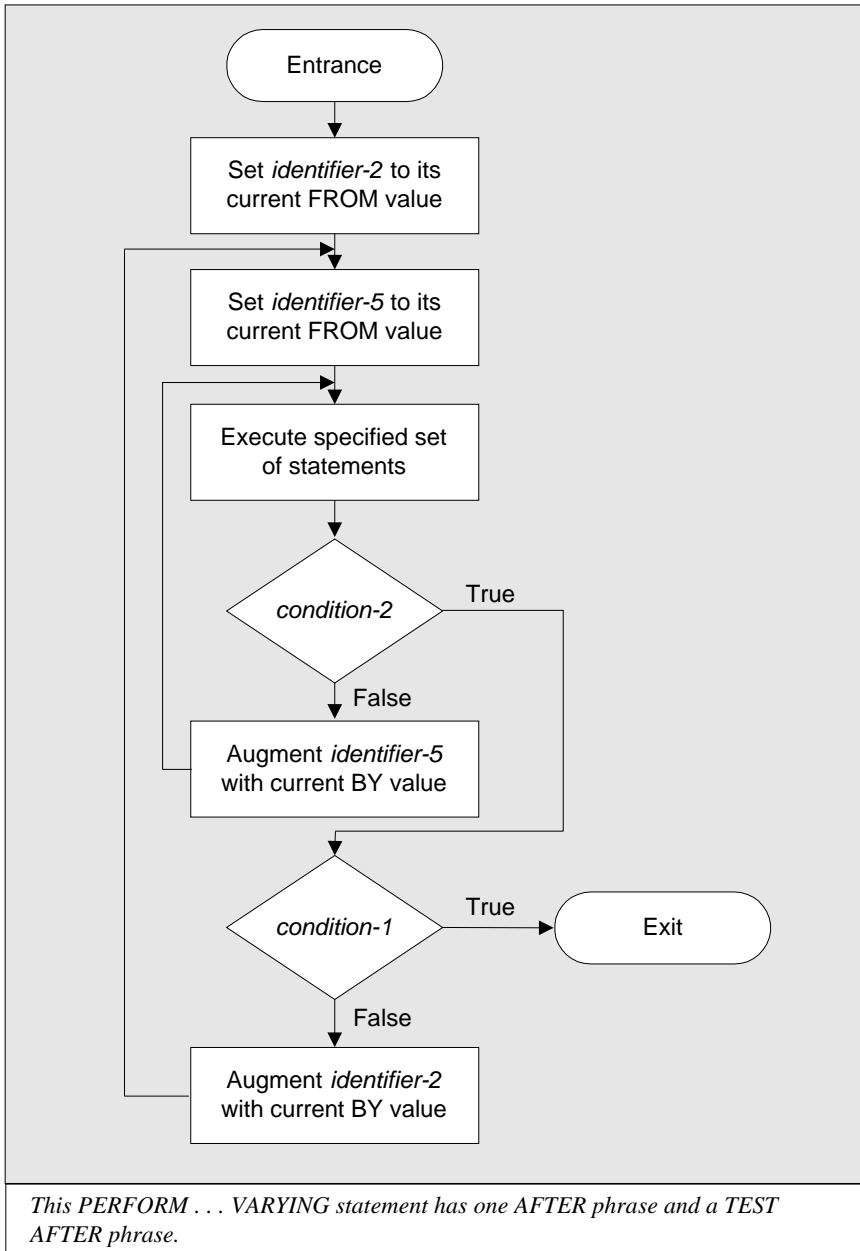 Entrance
Set identifier-2 to its
current FROM value
Set identifier-5 to its
current FROM value
Execute specified set
of statements
condition-2
True
False
Augment identifier-5
with current BY value
condition-1
True
Exit
False
Augment identifier-2
with current BY value
This PERFORM . . . VARYING statement has one AFTER phrase and a TEST
AFTER phrase.